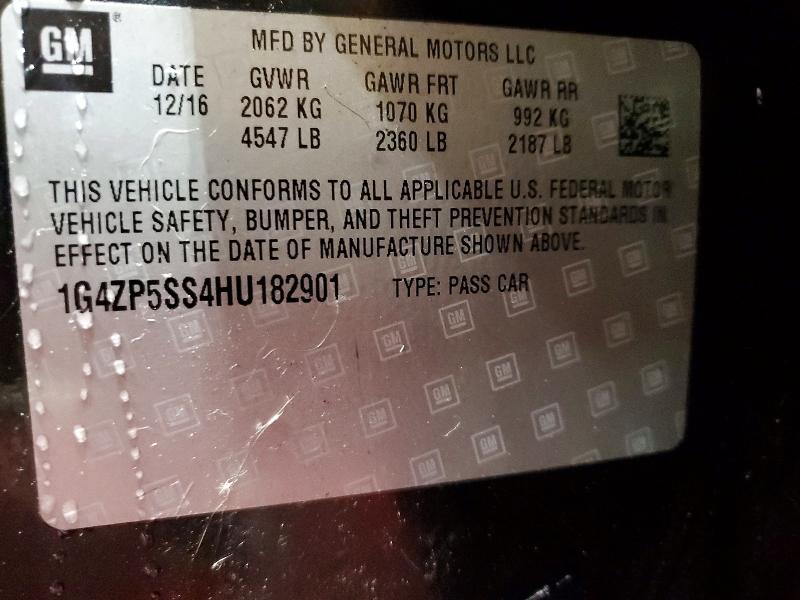 GM ®
MFD BY GENERAL MOTORS LLC
DATE GVWR GAWR FRT GAWR RR
12/16 2062 KG 1070 KG 992 KG
4547 LB 2360 LB 2187 LB
THIS VEHICLE CONFORMS TO ALL APPLICABLE U.S. FEDERAL MOTOR
VEHICLE SAFETY, BUMPER, AND THEFT PREVENTION STANDARDS IN
EFFECT ON THE DATE OF MANUFACTURE SHOWN ABOVE.
1G4ZP5SS4HU182901 TYPE: PASS CAR